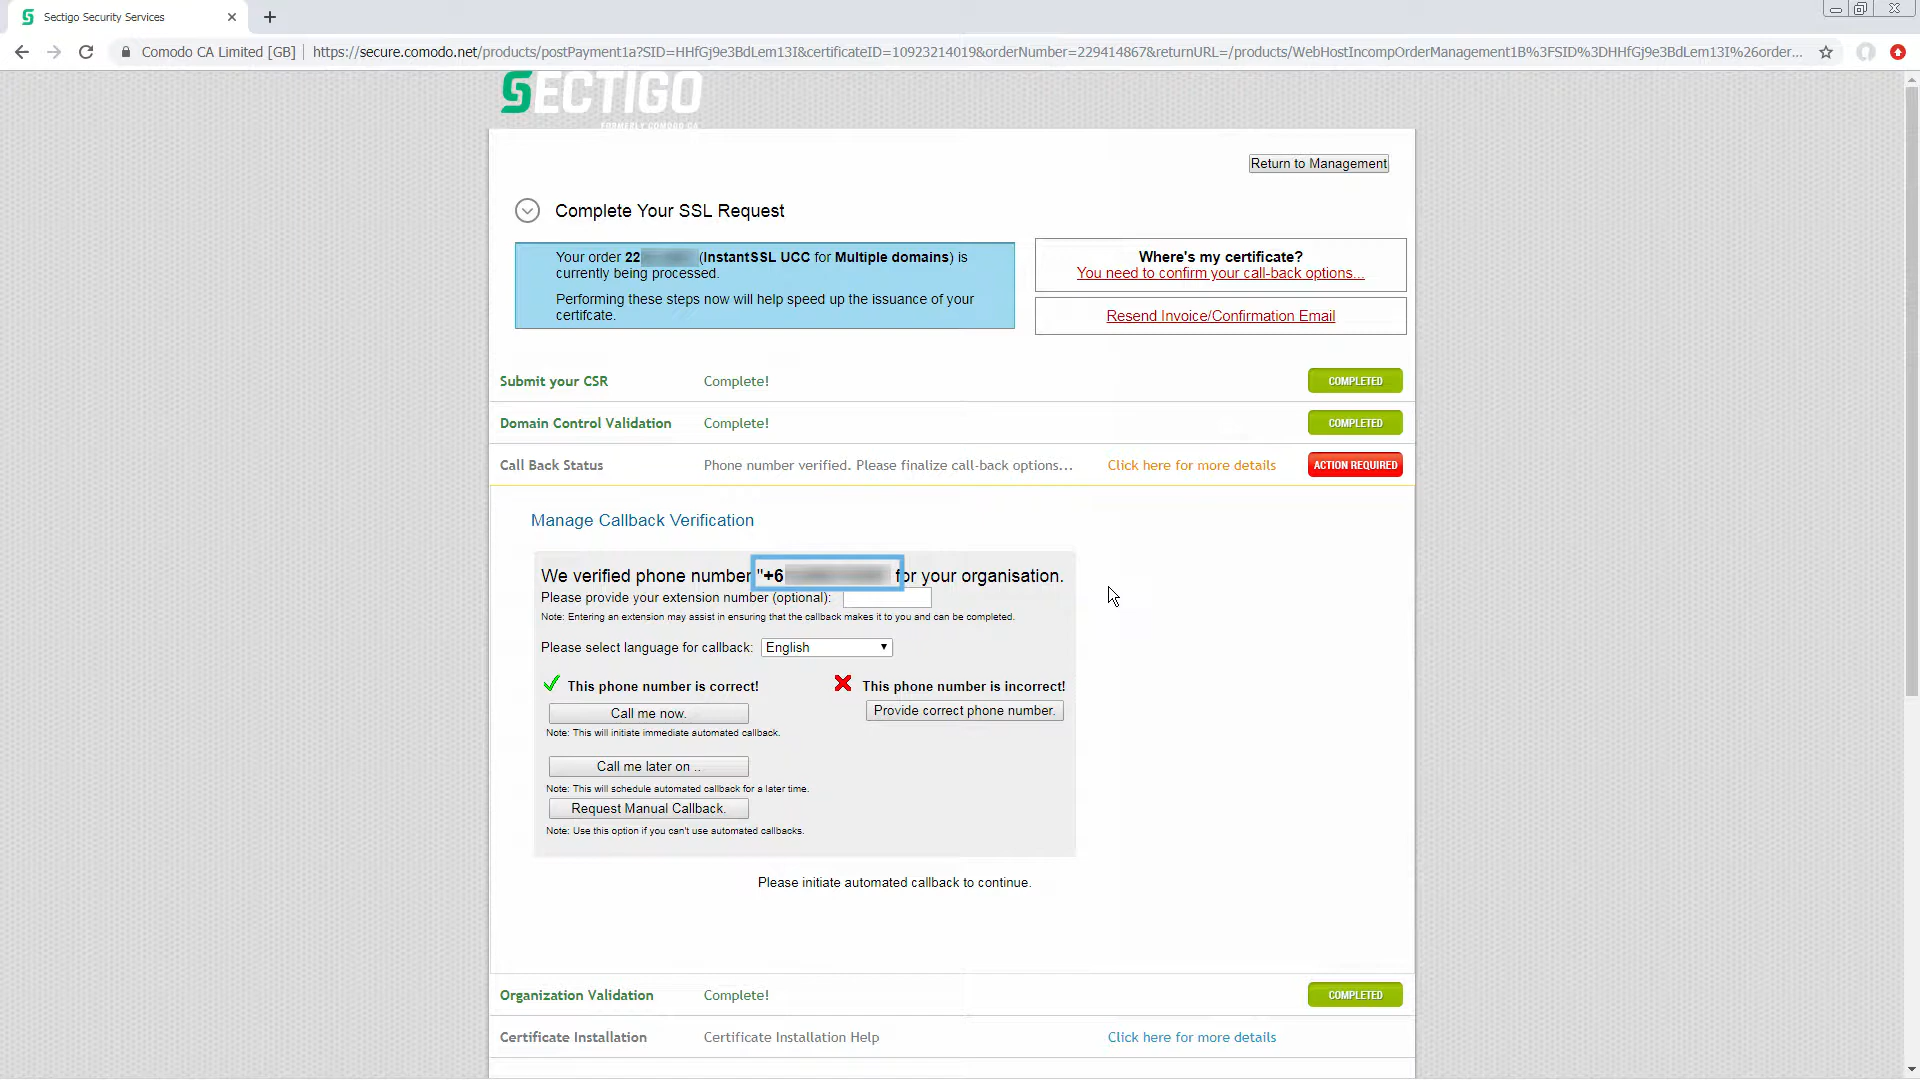 Sectigo Security Services
Comodo CA Limited [GB]
https://secure.comodo.net/products/postPayment1a?SID=HHfGj9e3BdLem13I&certificateID=10923214019&orderNumber=229414867&returnURL=/products/WebHostIncompOrderManagement1B%3FSID%3DHHfGj9e3BdLem13I%26order...
SECTIGO
FORMERLY COMODO CA
Return to Management
Complete Your SSL Request
Your order 22 (InstantSSL UCC for Multiple domains) is
currently being processed.
Performing these steps now will help speed up the issuance of your
certifcate.
Where's my certificate?
You need to confirm your call-back options...
Resend Invoice/Confirmation Email
Submit your CSR Complete! COMPLETED
Domain Control Validation Complete! COMPLETED
Call Back Status Phone number verified. Please finalize call-back options... Click here for more details ACTION REQUIRED
Manage Callback Verification
We verified phone number "+6 for your organisation.
Please provide your extension number (optional):
Note: Entering an extension may assist in ensuring that the callback makes it to you and can be completed.
Please select language for callback: English
This phone number is correct!
Call me now.
Note: This will initiate immediate automated callback.
Call me later on ..
Note: This will schedule automated callback for a later time.
Request Manual Callback.
Note: Use this option if you can't use automated callbacks.
This phone number is incorrect!
Provide correct phone number.
Please initiate automated callback to continue.
Organization Validation Complete! COMPLETED
Certificate Installation Certificate Installation Help Click here for more details